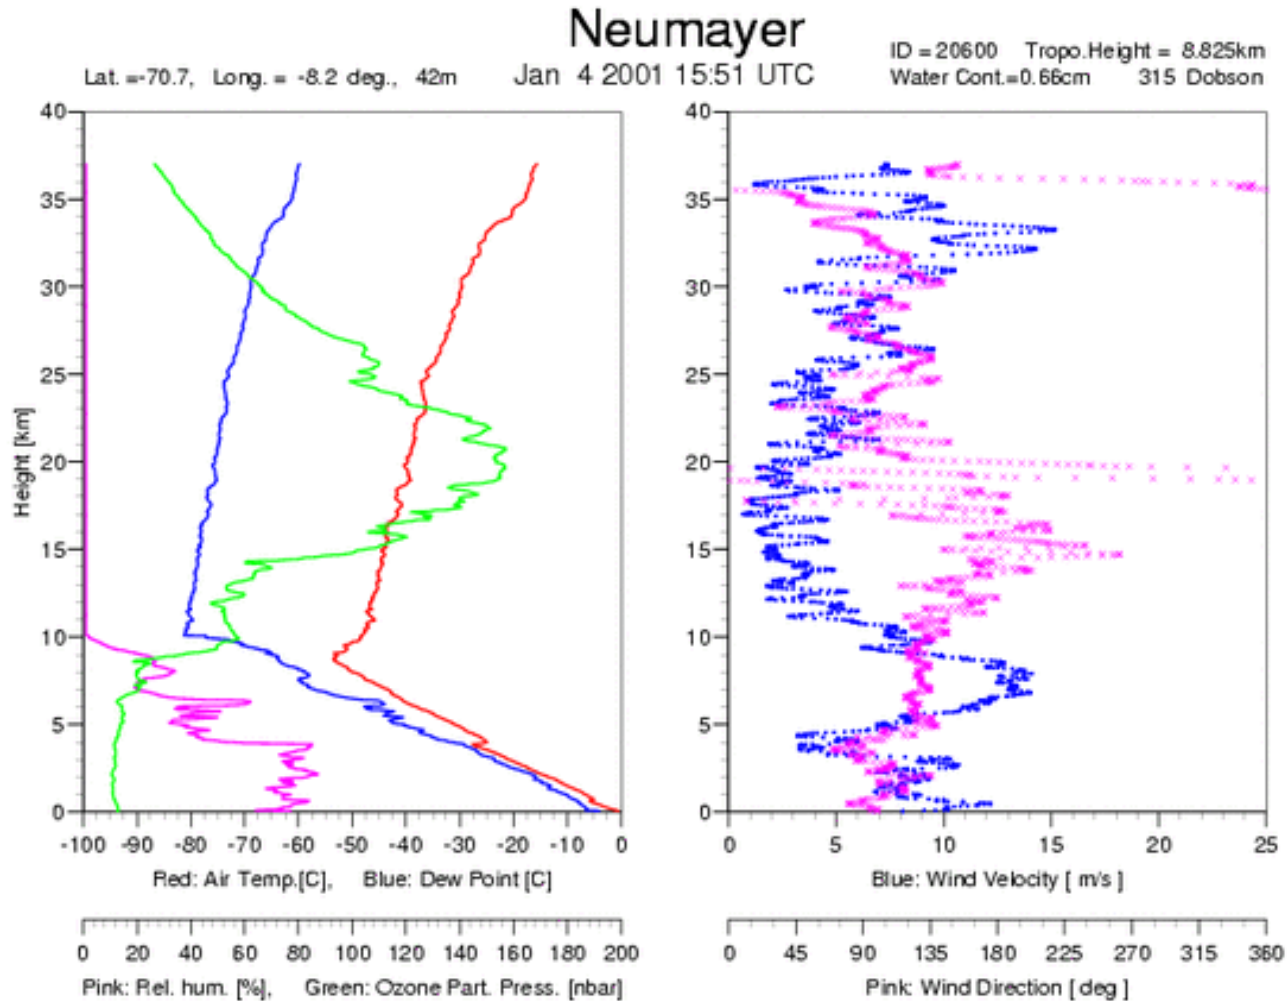 Neumayer
Lat. =-70.7, Long. = -8.2 deg., 42m
Jan 4 2001 15:51 UTC
ID = 20600 Tropo.Height = 8.825km
Water Cont.=0.66cm 315 Dobson
40
35
30
25
20
15
10
5
0
Height [km]
-100 -90 -80 -70 -60 -50 -40 -30 -20 -10 0
Red: Air Temp.[C], Blue: Dew Point [C]
0 20 40 60 80 100 120 140 160 180 200
Pink: Rel. hum. [%], Green: Ozone Part. Press. [nbar]
40
35
30
25
20
15
10
5
0
0 5 10 15 20 25
Blue: Wind Velocity [ m/s ]
0 45 90 135 180 225 270 315 360
Pink: Wind Direction [ deg ]